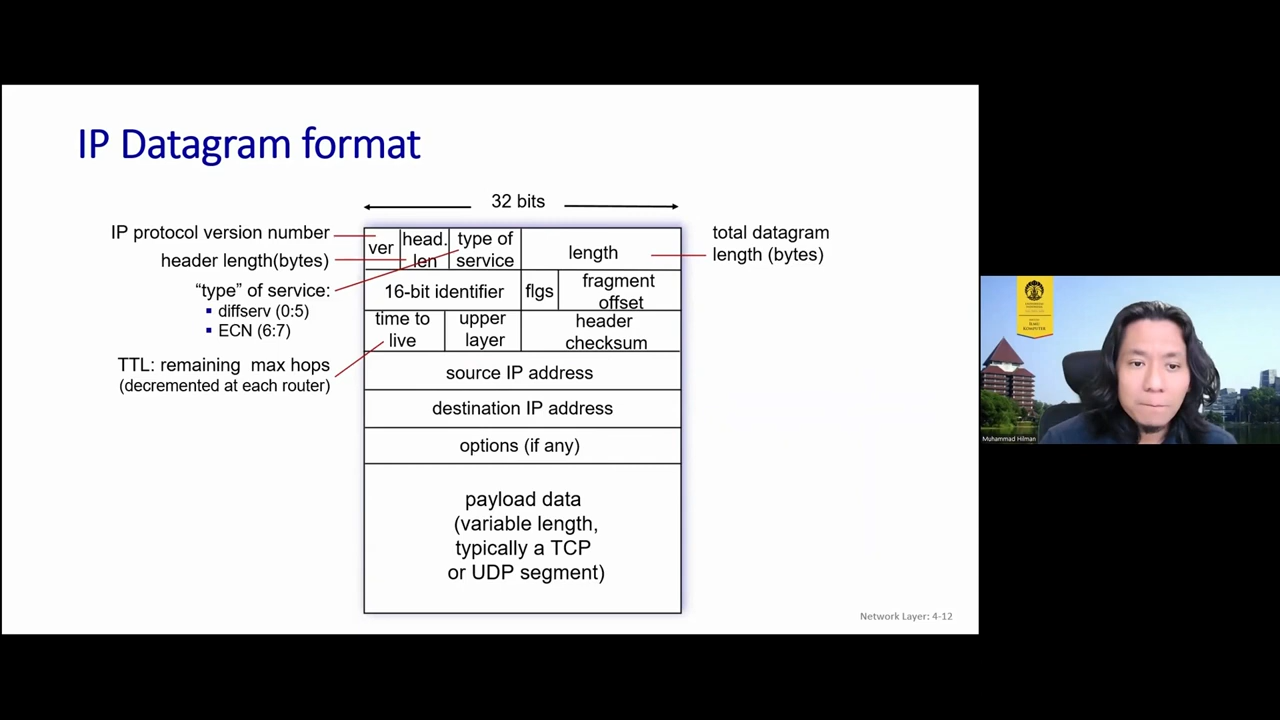 IP Datagram format
32 bits
IP protocol version number
header length(bytes)
"type" of service:
▪ diffserv (0:5)
▪ ECN (6:7)
TTL: remaining max hops
(decremented at each router)
ver
head.
len
type of
service
length
total datagram
length (bytes)
16-bit identifier
flgs
fragment
offset
time to
live
upper
layer
header
checksum
source IP address
destination IP address
options (if any)
payload data
(variable length,
typically a TCP
or UDP segment)
Network Layer: 4-12
ILMU
KOMPUTER
Muhammad Hilman